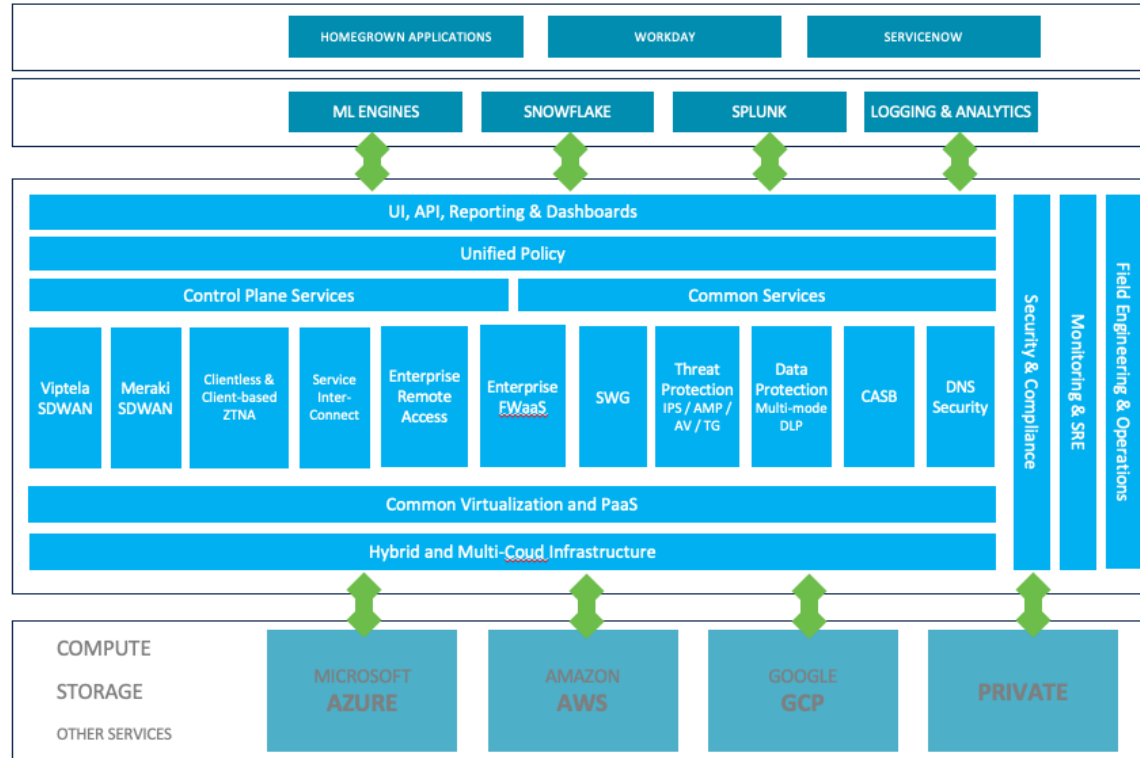 HOMEGROWN APPLICATIONS
WORKDAY
SERVICENOW
ML ENGINES
SNOWFLAKE
SPLUNK
LOGGING & ANALYTICS
UI, API, Reporting & Dashboards
Unified Policy
Control Plane Services
Common Services
Viptela
SDWAN
Meraki
SDWAN
Clientless &
Client-based
ZTNA
Service
Inter-
Connect
Enterprise
Remote
Access
Enterprise
FWaaS
SWG
Threat
Protection
IPS / AMP /
AV / TG
Data
Protection
Multi-mode
DLP
CASB
DNS
Security
Common Virtualization and PaaS
Hybrid and Multi-Coud Infrastructure
Security & Compliance
Monitoring & SRE
Field Engineering & Operations
COMPUTE
STORAGE
OTHER SERVICES
MICROSOFT
AZURE
AMAZON
AWS
GOOGLE
GCP
PRIVATE